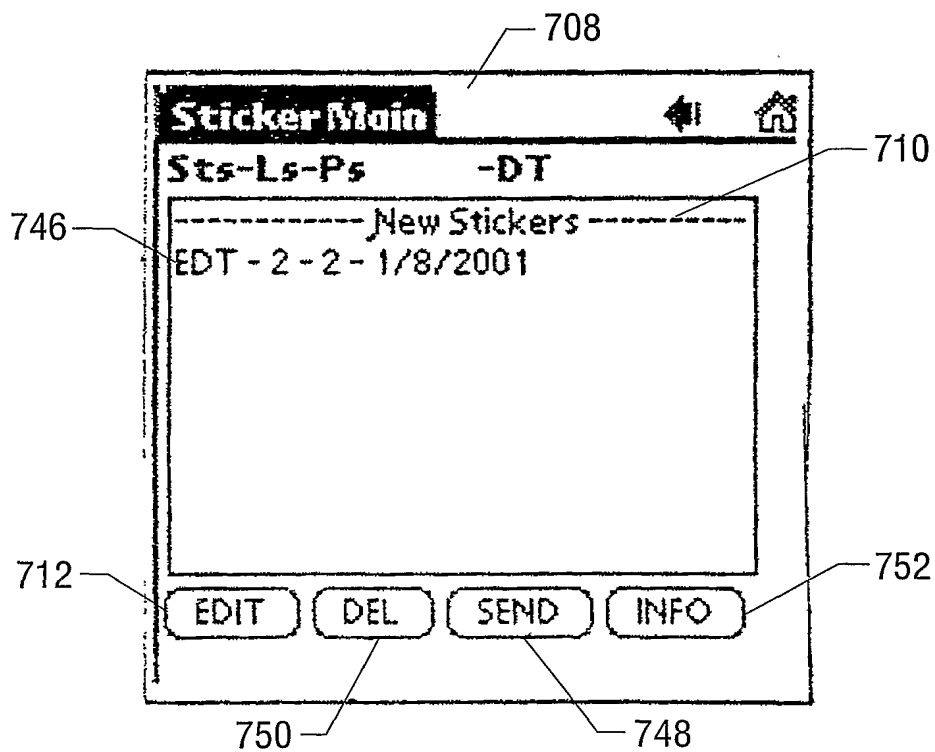 708
Sticker Main
710
Sts-Ls-Ps -DT
746
---------- New Stickers ----------
EDT - 2 - 2 - 1/8/2001
712
752
EDIT DEL SEND INFO
750
748